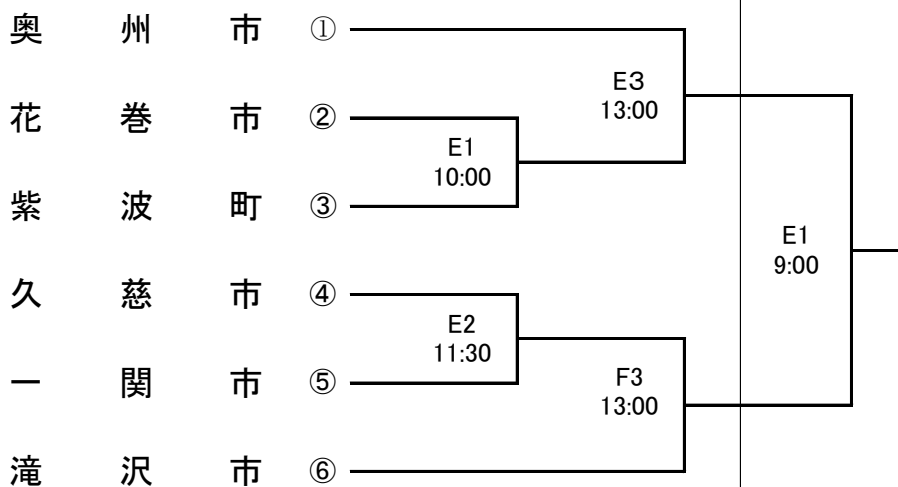 奥州市 ①
E3
13:00
花巻市 ②
E1
10:00
紫波町 ③
E1
9:00
久慈市 ④
E2
11:30
一関市 ⑤
F3
13:00
滝沢市 ⑥